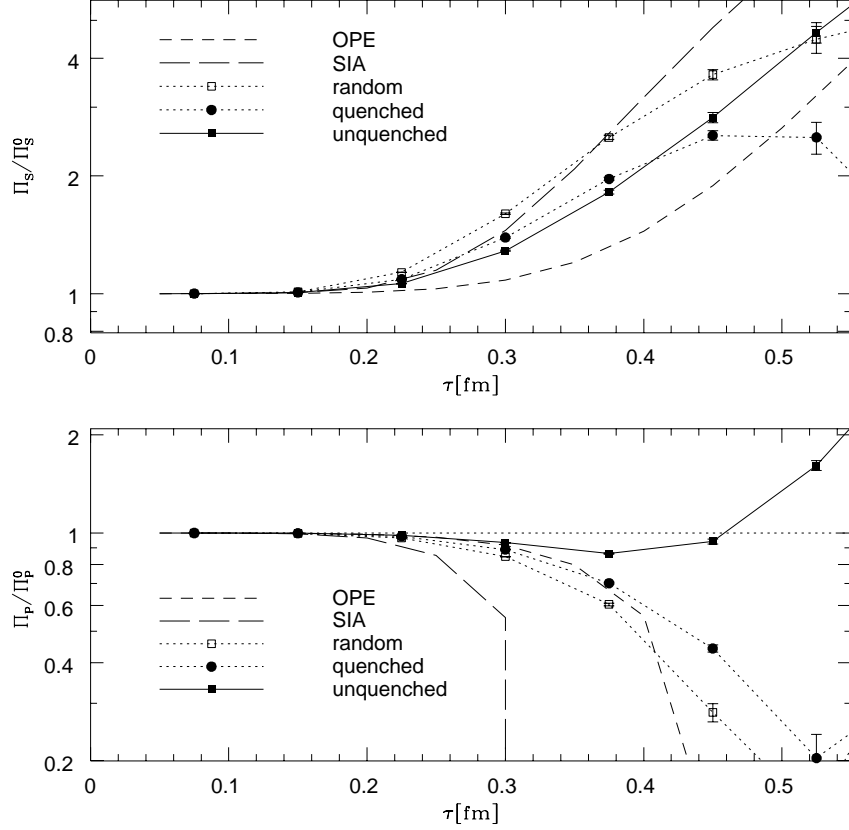 4
2
1
0.8
Π_S/Π_S^0
OPE
SIA
random
quenched
unquenched
0 0.1 0.2 0.3 0.4 0.5
τ[fm]
2
1
0.8
0.6
0.4
0.2
Π_P/Π_P^0
OPE
SIA
random
quenched
unquenched
0 0.1 0.2 0.3 0.4 0.5
τ[fm]